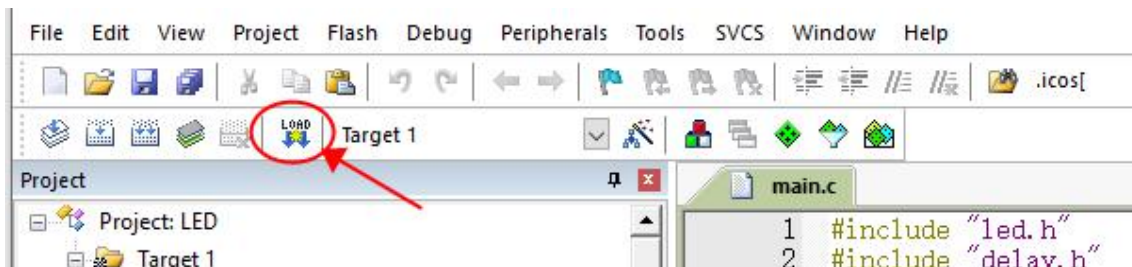 File Edit View Project Flash Debug Peripherals Tools SVCS Window Help
.icos[
LOAD Target 1
Project
main.c
Project: LED
1 #include "led.h"
Target 1
2 #include "delay.h"